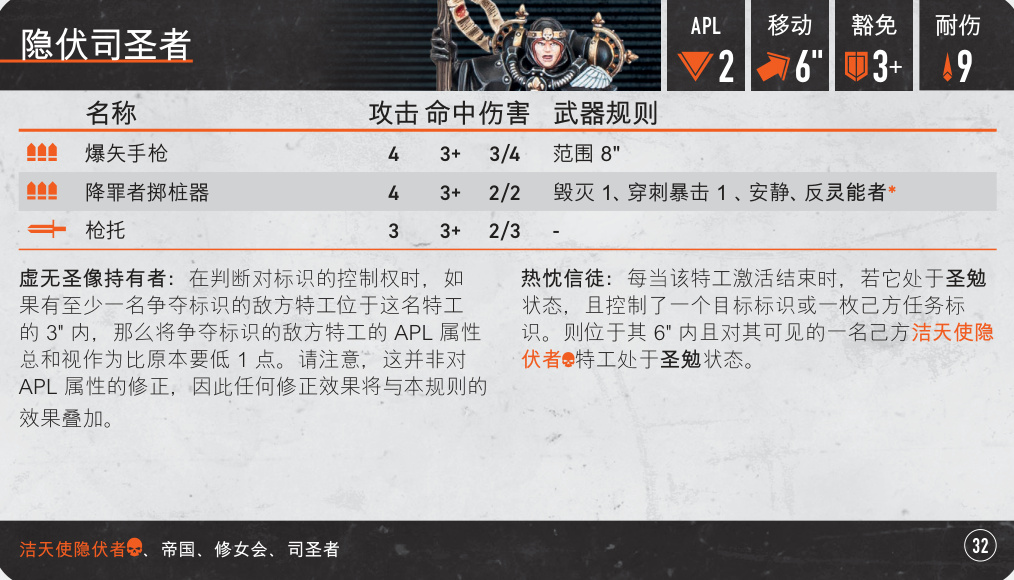 隐伏司圣者
APL 移动 豁免 耐伤
2 6" 3+ 9
名称 攻击 命中 伤害 武器规则
爆矢手枪 4 3+ 3/4 范围 8"
降罪者掷桩器 4 3+ 2/2 毁灭 1、穿刺暴击 1、安静、反灵能者*
枪托 3 3+ 2/3 -
虚无圣像持有者：在判断对标识的控制权时，如
果有至少一名争夺标识的敌方特工位于这名特工
的 3" 内，那么将争夺标识的敌方特工的 APL 属性
总和视作为比原本要低 1 点。请注意，这并非对
APL 属性的修正，因此任何修正效果将与本规则的
效果叠加。
热忱信徒：每当该特工激活结束时，若它处于圣勉
状态，且控制了一个目标标识或一枚己方任务标
识。则位于其 6" 内且对其可见的一名己方洁天使隐
伏者特工处于圣勉状态。
洁天使隐伏者、帝国、修女会、司圣者
32